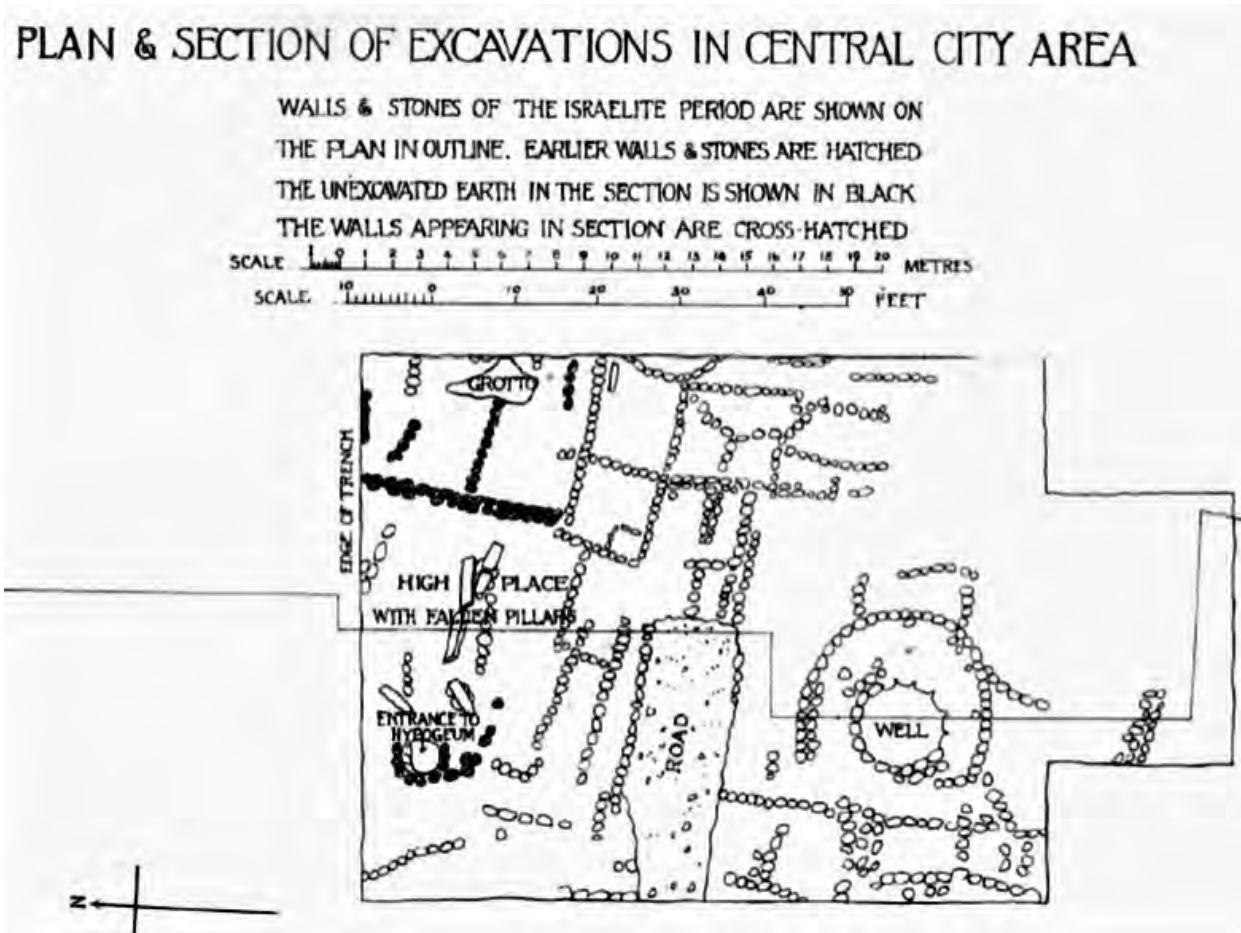 PLAN & SECTION OF EXCAVATIONS IN CENTRAL CITY AREA
WALLS & STONES OF THE ISRAELITE PERIOD ARE SHOWN ON
THE PLAN IN OUTLINE. EARLIER WALLS & STONES ARE HATCHED
THE UNEXCAVATED EARTH IN THE SECTION IS SHOWN IN BLACK
THE WALLS APPEARING IN SECTION ARE CROSS-HATCHED
SCALE 1 0 1 2 3 4 5 6 7 8 9 10 11 12 13 14 15 16 17 18 19 20 METRES
SCALE 10 0 10 20 30 40 50 FEET
GROTTO
EDGE OF TRENCH
HIGH PLACE
WITH FALLEN PILLARS
ENTRANCE TO
HYPOGEUM
ROAD
WELL
N